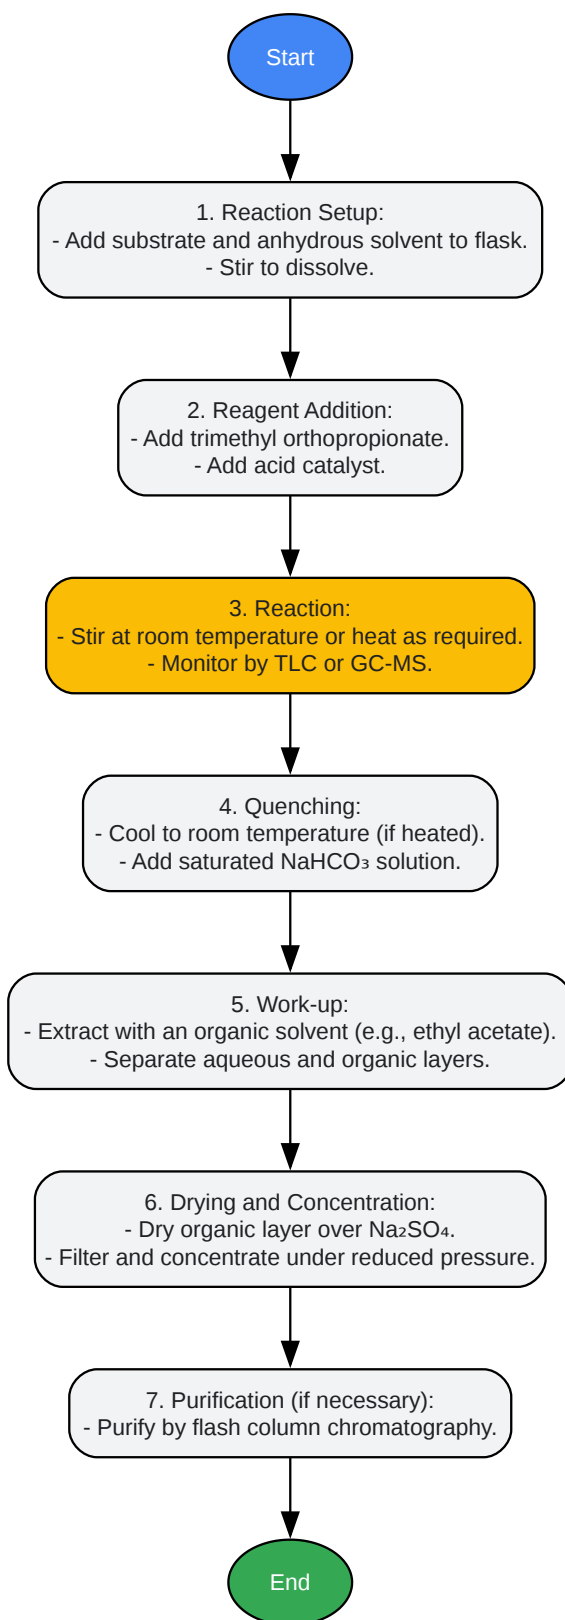 Start
1. Reaction Setup:
- Add substrate and anhydrous solvent to flask.
- Stir to dissolve.
2. Reagent Addition:
- Add trimethyl orthopropionate.
- Add acid catalyst.
3. Reaction:
- Stir at room temperature or heat as required.
- Monitor by TLC or GC-MS.
4. Quenching:
- Cool to room temperature (if heated).
- Add saturated NaHCO₃ solution.
5. Work-up:
- Extract with an organic solvent (e.g., ethyl acetate).
- Separate aqueous and organic layers.
6. Drying and Concentration:
- Dry organic layer over Na₂SO₄.
- Filter and concentrate under reduced pressure.
7. Purification (if necessary):
- Purify by flash column chromatography.
End